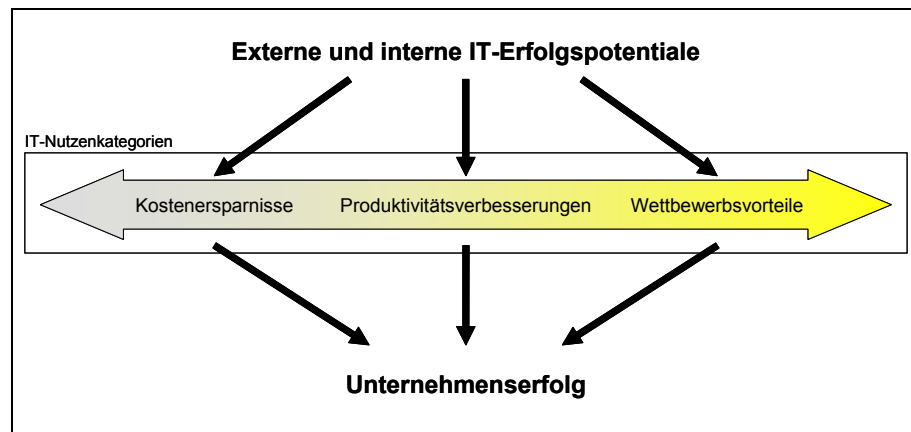 Externe und interne IT-Erfolgspotentiale
IT-Nutzenkategorien
Kostenersparnisse Produktivitätsverbesserungen Wettbewerbsvorteile
Unternehmenserfolg